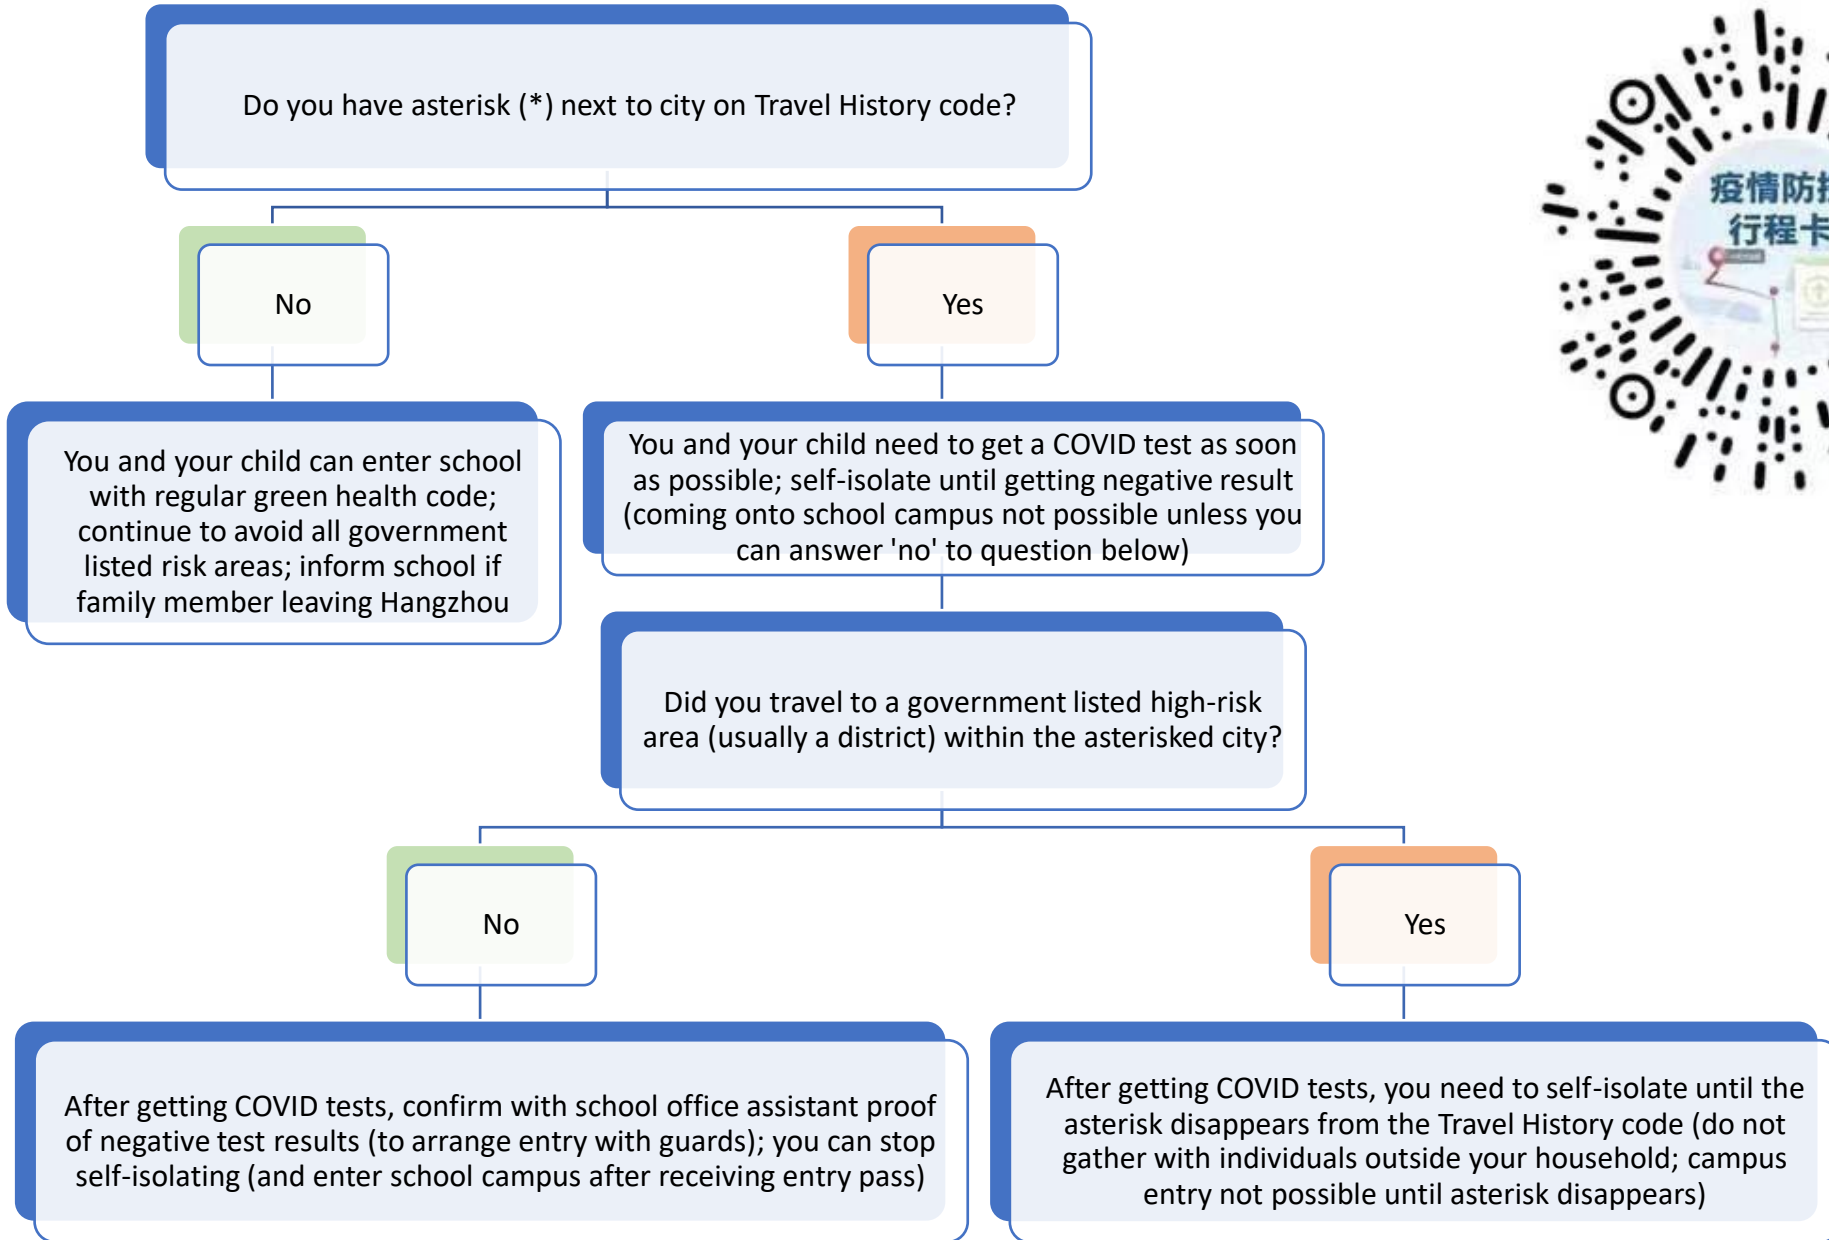 Do you have asterisk (*) next to city on Travel History code?
疫情防控
行程卡
No
Yes
You and your child can enter school
with regular green health code;
continue to avoid all government
listed risk areas; inform school if
family member leaving Hangzhou
You and your child need to get a COVID test as soon
as possible; self-isolate until getting negative result
(coming onto school campus not possible unless you
can answer 'no' to question below)
Did you travel to a government listed high-risk
area (usually a district) within the asterisked city?
No
Yes
After getting COVID tests, confirm with school office assistant proof
of negative test results (to arrange entry with guards); you can stop
self-isolating (and enter school campus after receiving entry pass)
After getting COVID tests, you need to self-isolate until the
asterisk disappears from the Travel History code (do not
gather with individuals outside your household; campus
entry not possible until asterisk disappears)